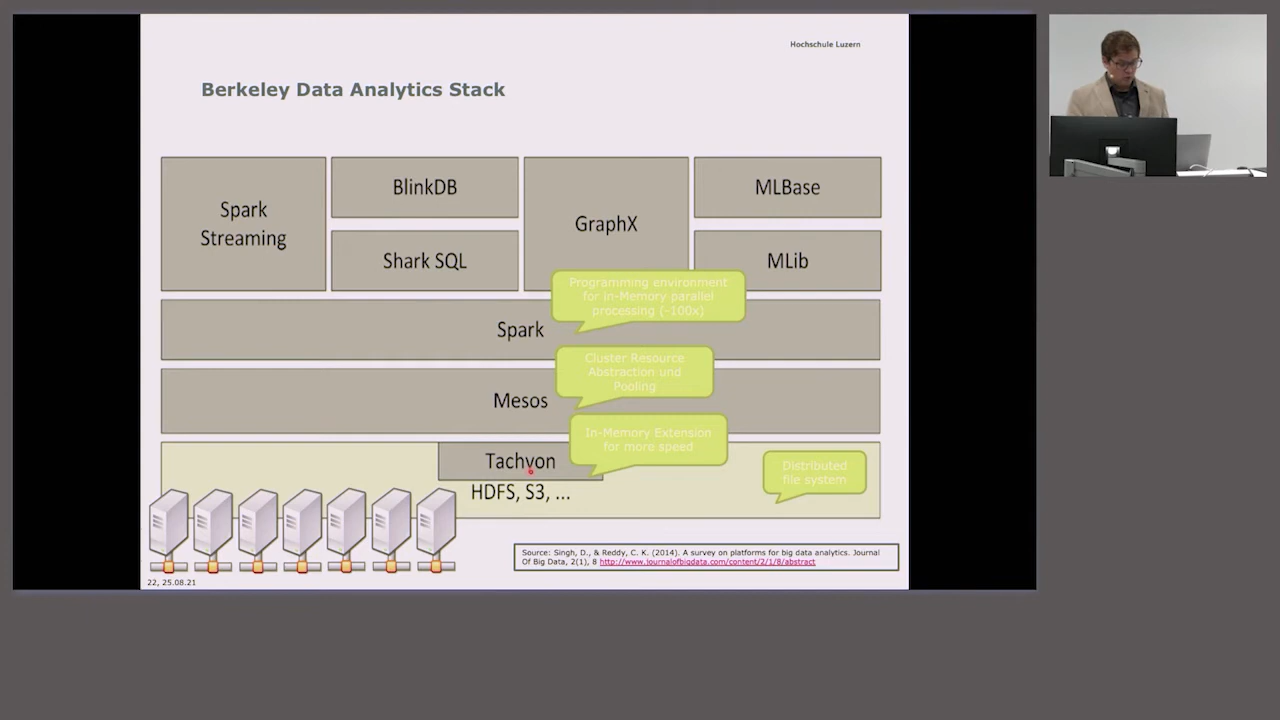 Hochschule Luzern
Berkeley Data Analytics Stack
Spark
Streaming
BlinkDB
Shark SQL
GraphX
MLBase
MLib
Programming environment
for in-Memory parallel
processing (~100x)
Spark
Cluster Resource
Abstraction und
Pooling
Mesos
In-Memory Extension
for more speed
Tachyon
HDFS, S3, ...
Distributed
file system
Source: Singh, D., & Reddy, C. K. (2014). A survey on platforms for big data analytics. Journal
Of Big Data, 2(1), 8 http://www.journalofbigdata.com/content/2/1/8/abstract
22, 25.08.21